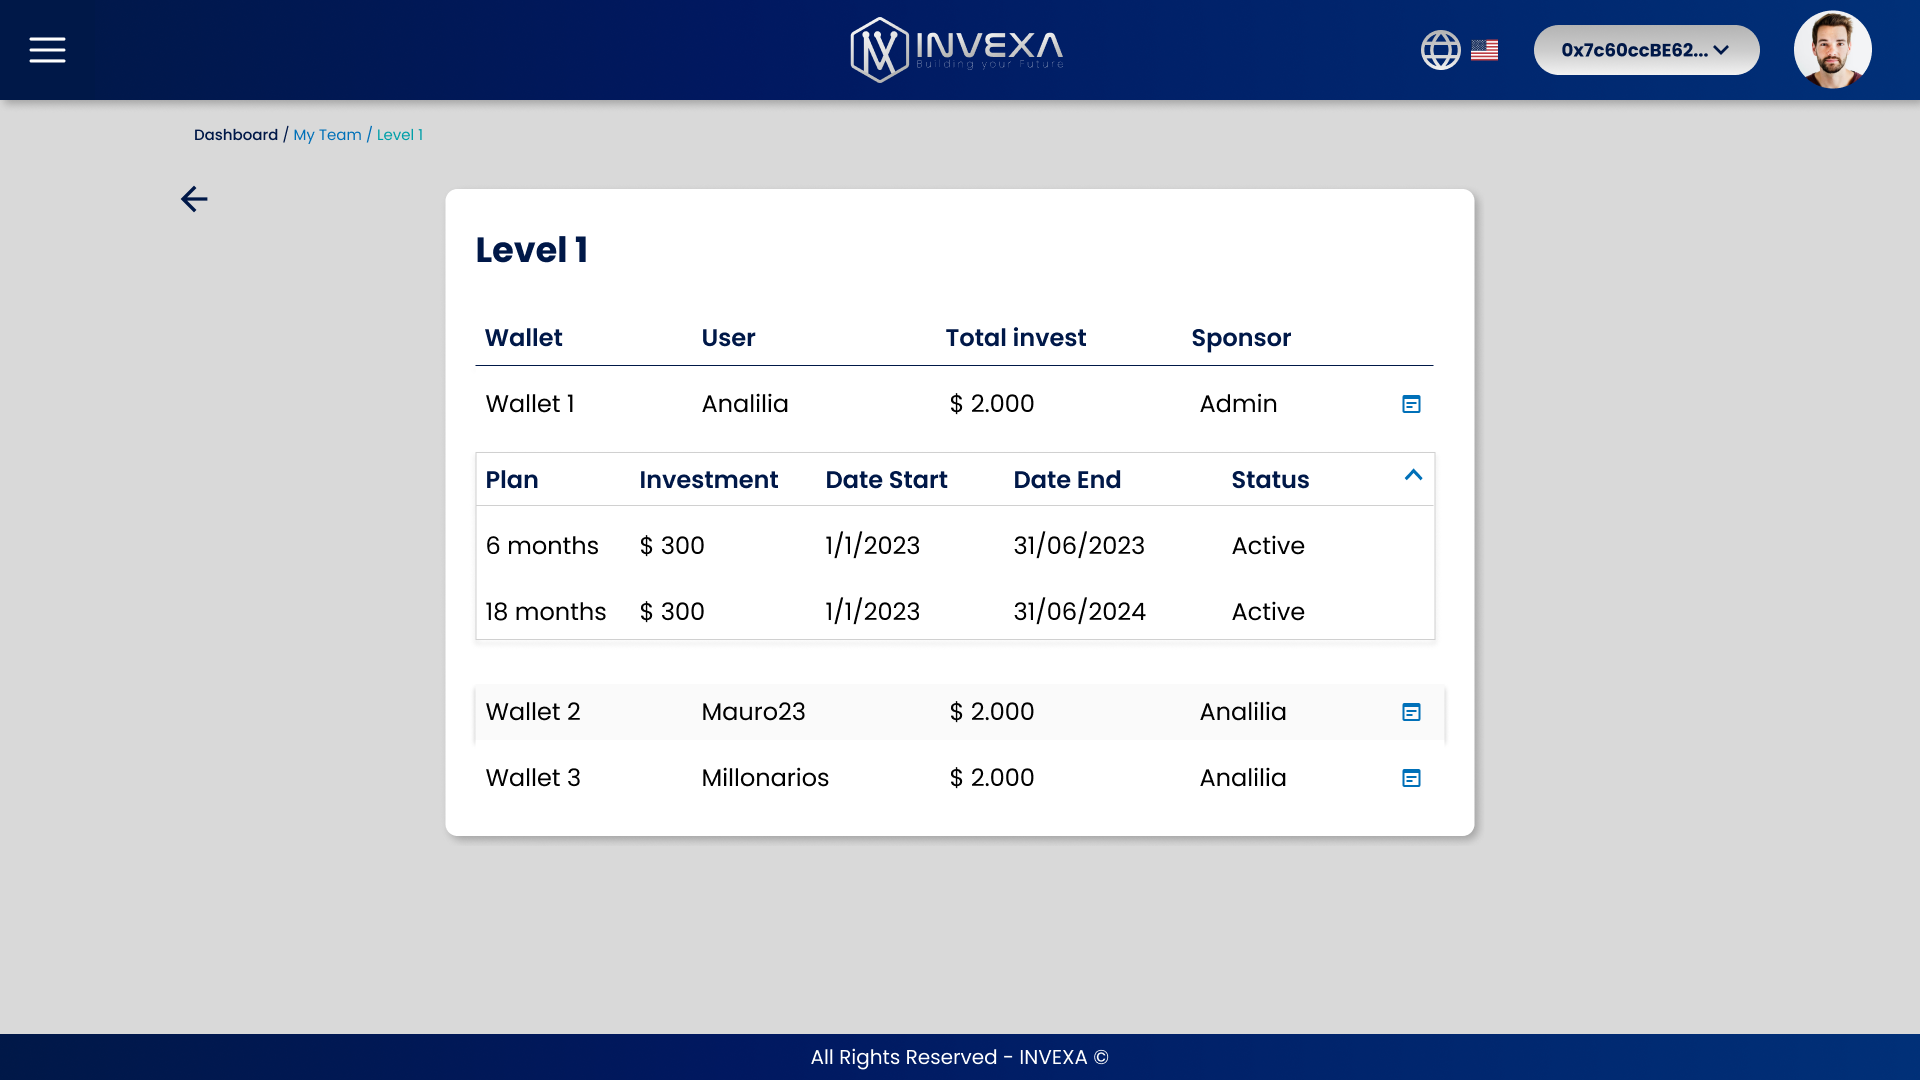 INVEXA
Building your Future
0x7c60ccBE62...
Dashboard / My Team / Level 1
Level 1
Wallet User Total invest Sponsor
Wallet 1 Analilia $ 2.000 Admin
Plan Investment Date Start Date End Status
6 months $ 300 1/1/2023 31/06/2023 Active
18 months $ 300 1/1/2023 31/06/2024 Active
Wallet 2 Mauro23 $ 2.000 Analilia
Wallet 3 Millonarios $ 2.000 Analilia
All Rights Reserved - INVEXA ©